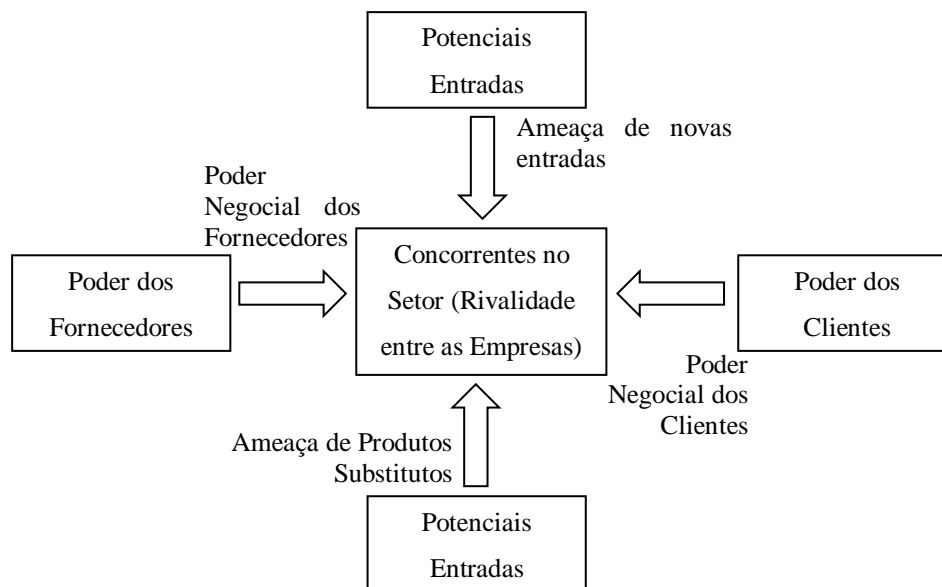 Potenciais
Entradas
Ameaça de novas
entradas
Poder
Negocial dos
Fornecedores
Poder dos
Fornecedores
Concorrentes no
Setor (Rivalidade
entre as Empresas)
Poder dos
Clientes
Poder
Negocial dos
Clientes
Ameaça de Produtos
Substitutos
Potenciais
Entradas